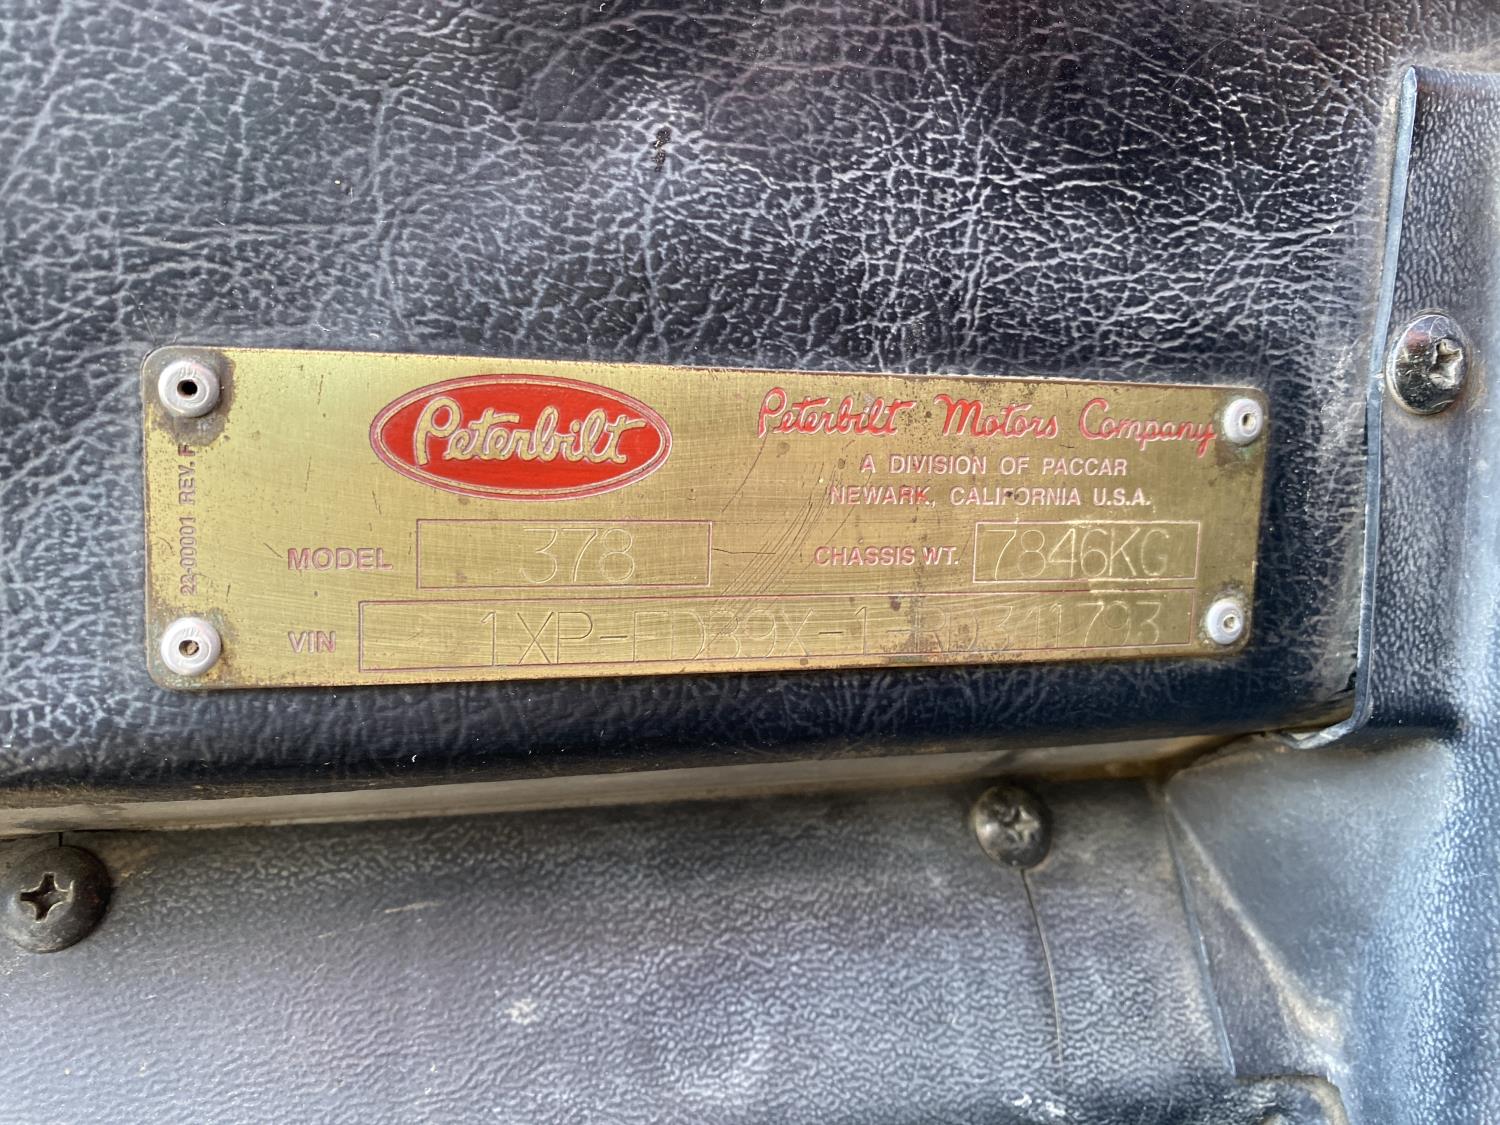 Peterbilt
Peterbilt Motors Company
A DIVISION OF PACCAR
NEWARK, CALIFORNIA U.S.A.
MODEL 378
CHASSIS WT. 7846KG
VIN 1XP-FD89X-1-RD311793
22-00001 REV. F